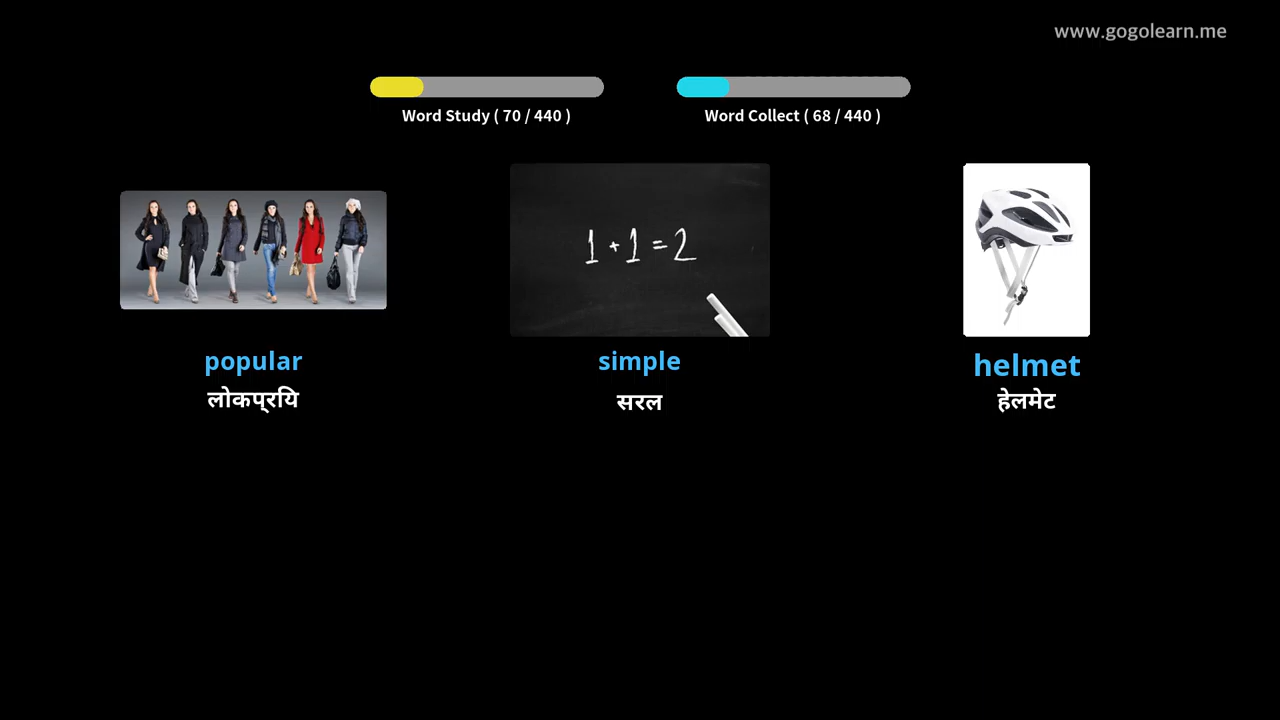 www.gogolearn.me
Word Study ( 70 / 440 )
Word Collect ( 68 / 440 )
1 + 1 = 2
popular
simple
helmet
लोकप्रिय
सरल
हेलमेट